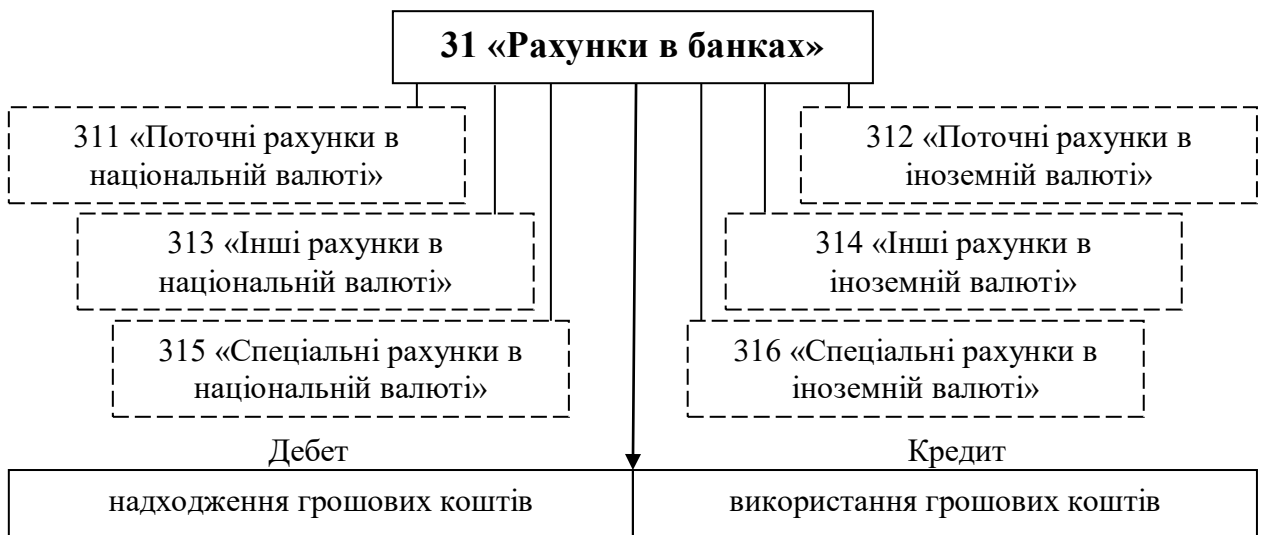 31 «Рахунки в банках»
311 «Поточні рахунки в
національній валюті»
312 «Поточні рахунки в
іноземній валюті»
313 «Інші рахунки в
національній валюті»
314 «Інші рахунки в
іноземній валюті»
315 «Спеціальні рахунки в
національній валюті»
316 «Спеціальні рахунки в
іноземній валюті»
Дебет
Кредит
надходження грошових коштів
використання грошових коштів